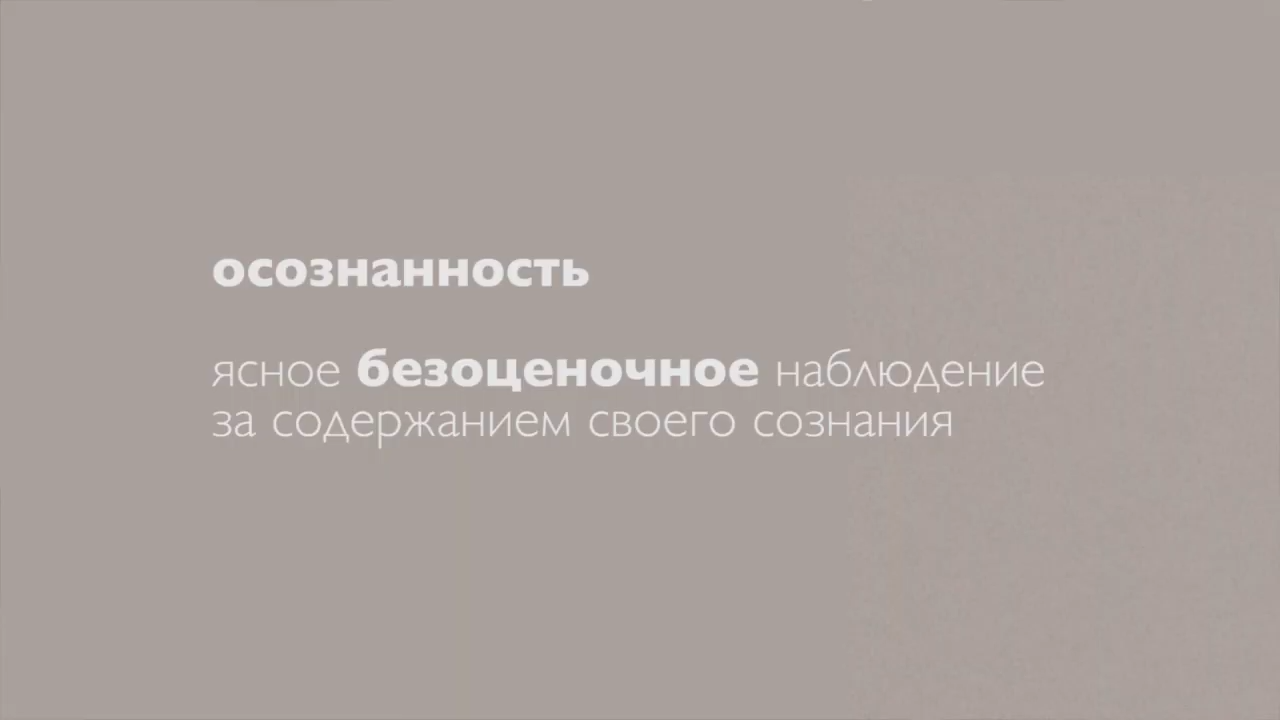 осознанность
ясное безоценочное наблюдение
за содержанием своего сознания